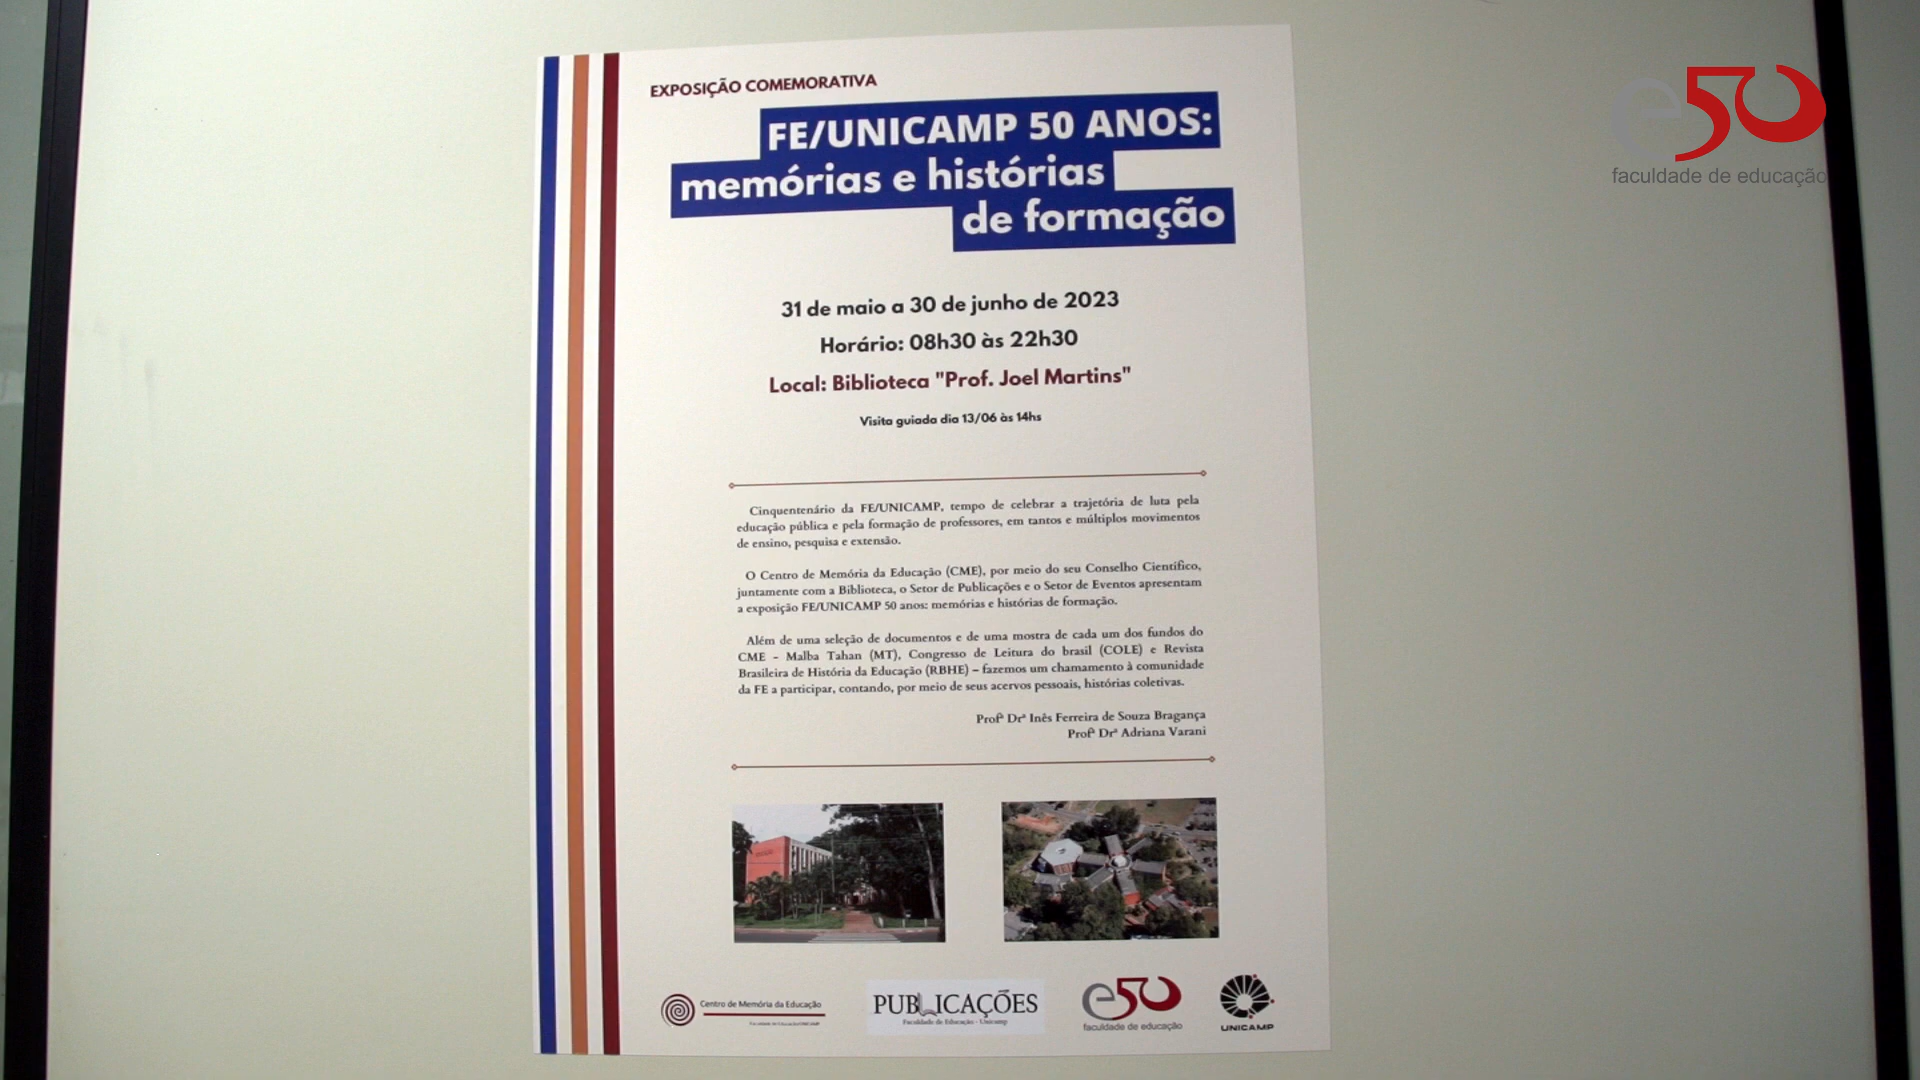 EXPOSIÇÃO COMEMORATIVA
FE/UNICAMP 50 ANOS:
memórias e histórias
de formação
31 de maio a 30 de junho de 2023
Horário: 08h30 às 22h30
Local: Biblioteca "Prof. Joel Martins"
Visita guiada dia 13/06 às 14hs
Cinquentenário da FE/UNICAMP, tempo de celebrar a trajetória de luta pela
educação pública e pela formação de professores, em tantos e múltiplos movimentos
de ensino, pesquisa e extensão.
O Centro de Memória da Educação (CME), por meio do seu Conselho Científico,
juntamente com a Biblioteca, o Setor de Publicações e o Setor de Eventos apresentam
a exposição FE/UNICAMP 50 anos: memórias e histórias de formação.
Além de uma seleção de documentos e de uma mostra de cada um dos fundos do
CME - Malba Tahan (MT), Congresso de Leitura do brasil (COLE) e Revista
Brasileira de História da Educação (RBHE) – fazemos um chamamento à comunidade
da FE a participar, contando, por meio de seus acervos pessoais, histórias coletivas.
Profª Drª Inês Ferreira de Souza Bragança
Profª Drª Adriana Varani
Centro de Memória da Educação
Faculdade de Educação/UNICAMP
PUBLICAÇÕES
Faculdade de Educação - Unicamp
e50
faculdade de educação
UNICAMP
e50
faculdade de educação